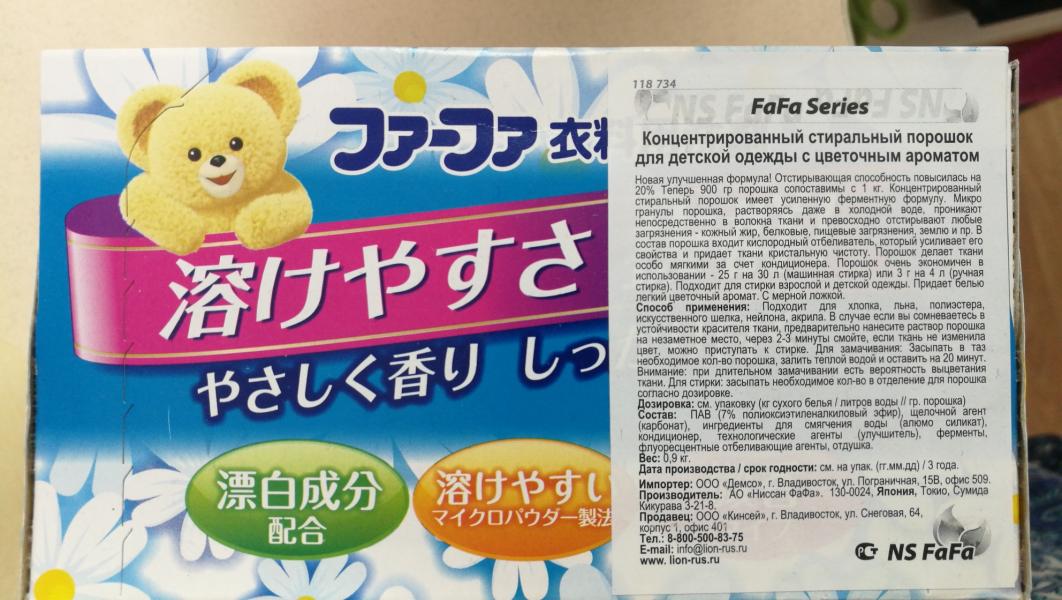 ファーファ 衣料
溶けやすさ
やさしく香り しっ
漂白成分
配合
溶けやすい
マイクロパウダー製法
118 734
FaFa Series
Концентрированный стиральный порошок
для детской одежды с цветочным ароматом
Новая улучшенная формула! Отстирывающая способность повысилась на
20% Теперь 900 гр порошка сопоставимы с 1 кг. Концентрированный
стиральный порошок имеет усиленную ферментную формулу. Микро
гранулы порошка, растворяясь даже в холодной воде, проникают
непосредственно в волокна ткани и превосходно отстирывают любые
загрязнения - кожный жир, белковые, пищевые загрязнения, землю и пр. В
состав порошка входит кислородный отбеливатель, который усиливает его
свойства и придает ткани кристальную чистоту. Порошок делает ткани
особо мягкими за счет кондиционера. Порошок очень экономичен в
использовании - 25 г на 30 л (машинная стирка) или 3 г на 4 л (ручная
стирка). Подходит для стирки взрослой и детской одежды. Придает белью
легкий цветочный аромат. С мерной ложкой.
Способ применения: Подходит для хлопка, льна, полиэстера,
искусственного шелка, нейлона, акрила. В случае если вы сомневаетесь в
устойчивости красителя ткани, предварительно нанесите раствор порошка
на незаметное место, через 2-3 минуты смойте, если ткань не изменила
цвет, можно приступать к стирке. Для замачивания: Засыпать в таз
необходимое кол-во порошка, залить теплой водой и оставить на 20 минут.
Внимание: при длительном замачивании есть вероятность выцветания
ткани. Для стирки: засыпать необходимое кол-во в отделение для порошка
согласно дозировке.
Дозировка: см. упаковку (кг сухого белья / литров воды // гр. порошка)
Состав: ПАВ (7% полиоксиэтиленалкиловый эфир), щелочной агент
(карбонат), ингредиенты для смягчения воды (алюмо силикат),
кондиционер, технологические агенты (улучшитель), ферменты,
флуоресцентные отбеливающие агенты, отдушка.
Вес: 0,9 кг.
Дата производства / срок годности: см. на упак. (гг.мм.дд) / 3 года.
Импортер: ООО «Демсо», г. Владивосток, ул. Пограничная, 15В, офис 509.
Производитель: АО «Ниссан ФаФа». 130-0024, Япония, Токио, Сумида
Кикурава 3-21-8.
Продавец: ООО «Кинсей», г. Владивосток, ул. Снеговая, 64,
корпус 1, офис 401
Тел.: 8-800-500-83-75
E-mail: info@lion-rus.ru
www. lion-rus.ru
РСТ NS FaFa